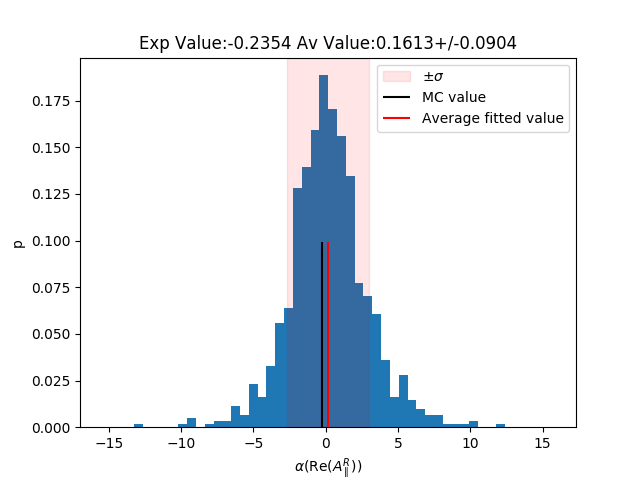 Exp Value:-0.2354 Av Value:0.1613+/-0.0904
±σ
MC value
Average fitted value
0.175
0.150
0.125
0.100
0.075
0.050
0.025
0.000
p
−15
−10
−5
0
5
10
15
α(Re(A_∥^R))